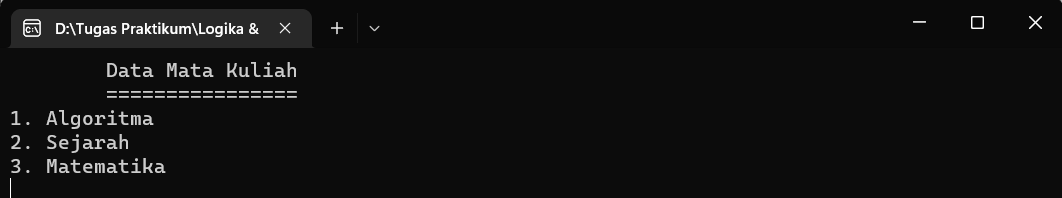 D:\Tugas Praktikum\Logika &
Data Mata Kuliah
================
1. Algoritma
2. Sejarah
3. Matematika